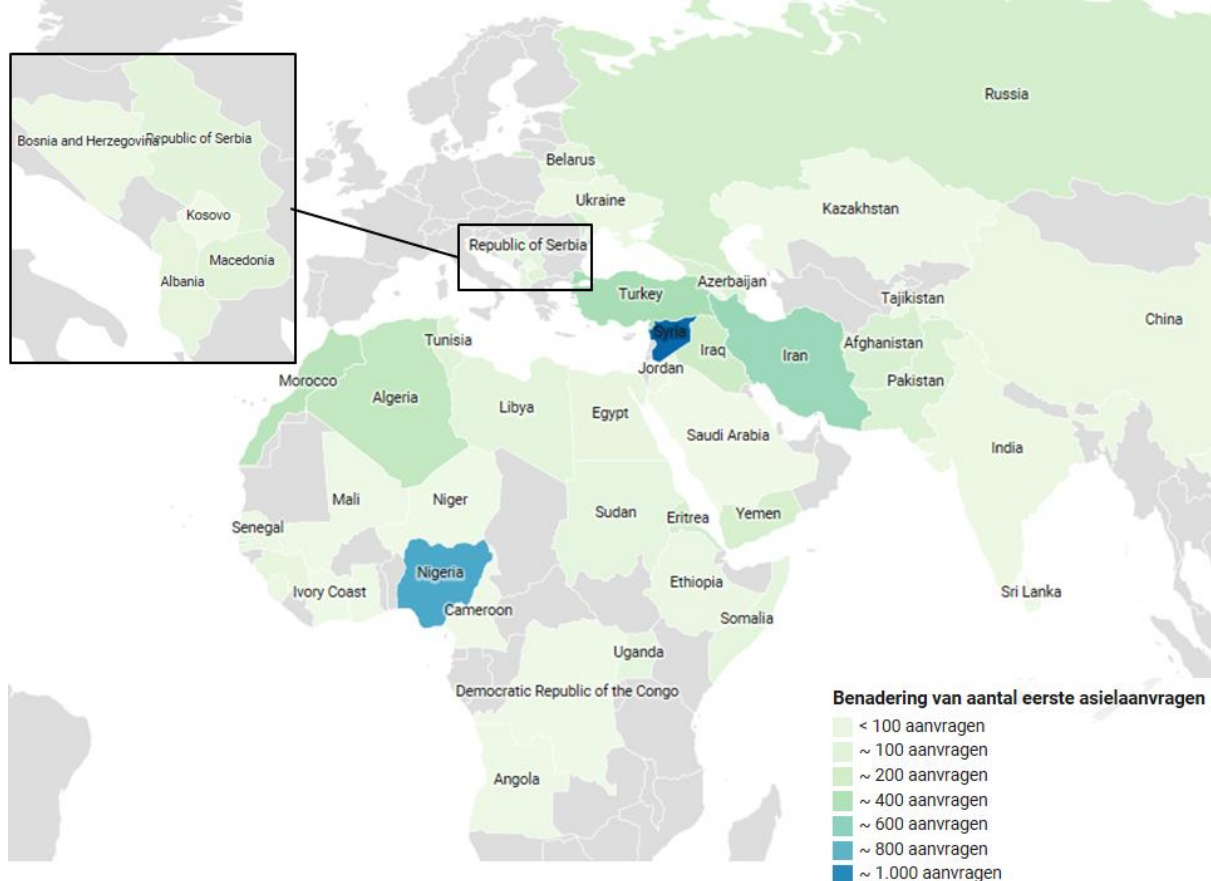 Bosnia and Herzegovina
Republic of Serbia
Kosovo
Macedonia
Albania
Russia
Belarus
Ukraine
Kazakhstan
Republic of Serbia
Azerbaijan
Turkey
Tajikistan
China
Syria
Tunisia
Iraq
Iran
Afghanistan
Jordan
Morocco
Pakistan
Algeria
Libya
Egypt
Saudi Arabia
India
Mali
Niger
Sudan
Eritrea
Yemen
Senegal
Nigeria
Ethiopia
Ivory Coast
Sri Lanka
Cameroon
Somalia
Uganda
Democratic Republic of the Congo
Angola
Benadering van aantal eerste asielaanvragen
< 100 aanvragen
~ 100 aanvragen
~ 200 aanvragen
~ 400 aanvragen
~ 600 aanvragen
~ 800 aanvragen
~ 1.000 aanvragen